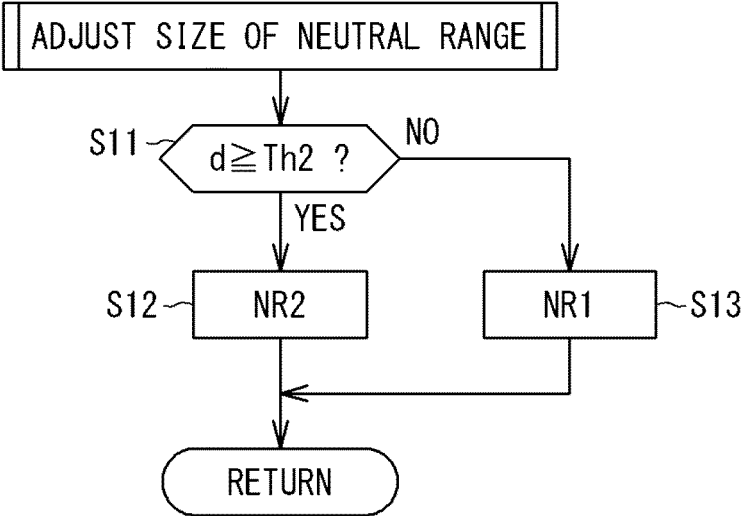 ADJUST SIZE OF NEUTRAL RANGE
S11
d≧Th2 ?
NO
YES
S12
NR2
NR1
S13
RETURN